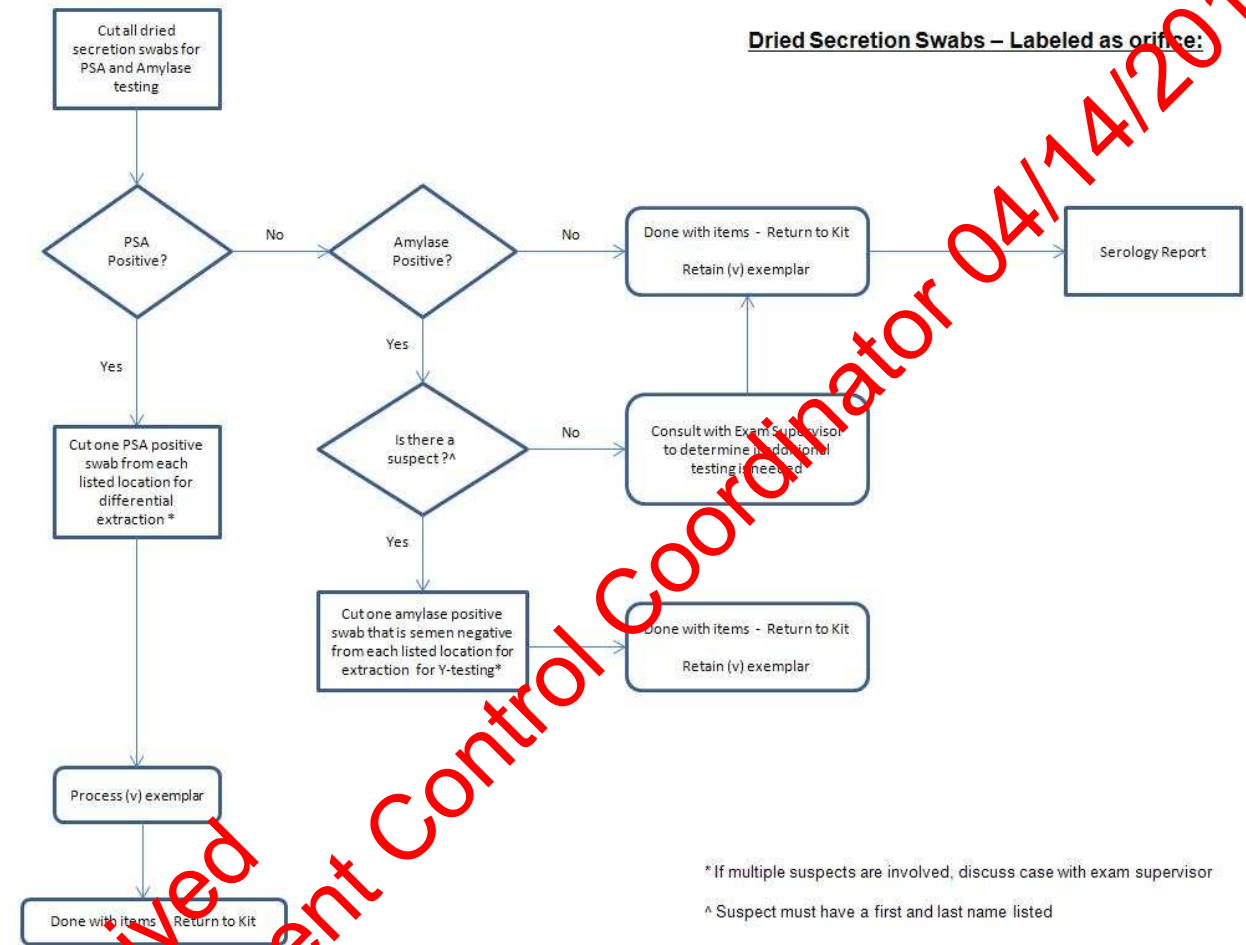 Dried Secretion Swabs – Labeled as orifice:
Cut all dried
secretion swabs for
PSA and Amylase
testing
PSA
Positive?
No
Amylase
Positive?
No
Done with items - Return to Kit
Retain (v) exemplar
Serology Report
Yes
Yes
Cut one PSA positive
swab from each
listed location for
differential
extraction *
Is there a
suspect ?^
No
Consult with Exam Supervisor
to determine if additional
testing is needed
Yes
Cut one amylase positive
swab that is semen negative
from each listed location for
extraction for Y-testing*
Done with items - Return to Kit
Retain (v) exemplar
Process (v) exemplar
Done with items Return to Kit
* If multiple suspects are involved, discuss case with exam supervisor
^ Suspect must have a first and last name listed
Control Coordinator 04/14/201